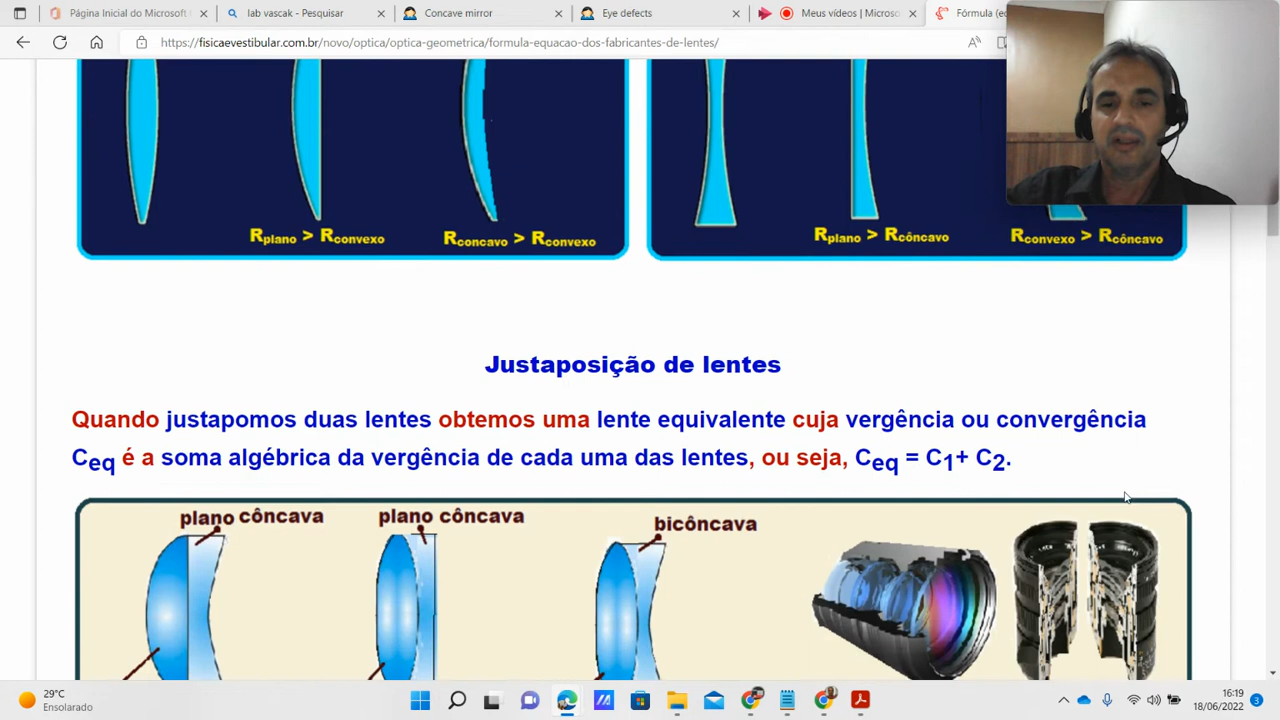 Página Inicial do Microsoft
lab vascak - Pesquisar
Concave mirror
Eye defects
Meus vídeos | Microso
Fórmula (e
https://fisicaevestibular.com.br/novo/optica/optica-geometrica/formula-equacao-dos-fabricantes-de-lentes/
Rplano > Rconvexo
Rconcavo > Rconvexo
Rplano > Rcôncavo
Rconvexo > Rcôncavo
Justaposição de lentes
Quando justapomos duas lentes obtemos uma lente equivalente cuja vergência ou convergência
Ceq é a soma algébrica da vergência de cada uma das lentes, ou seja, Ceq = C1+ C2.
plano côncava
plano côncava
bicôncava
29°C
Ensolarado
16:19
18/06/2022
3